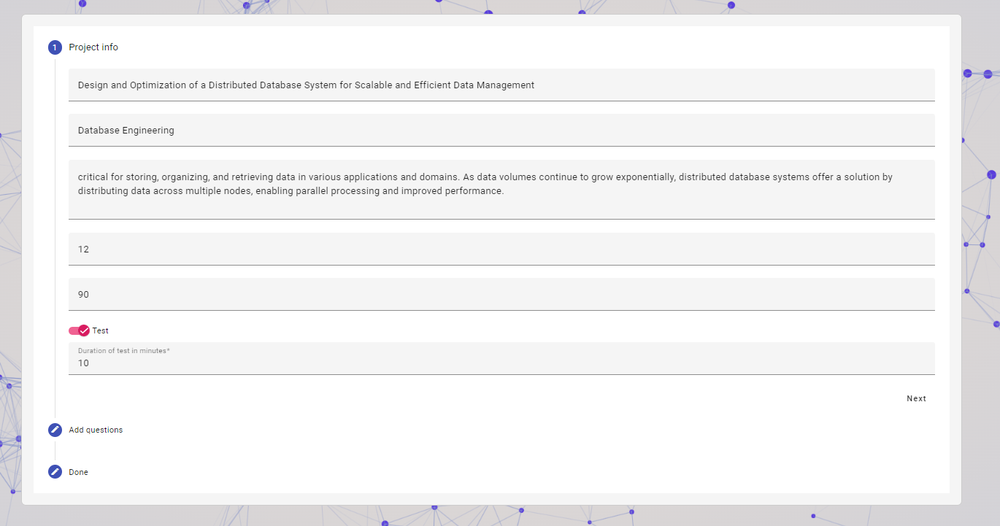 1 Project info
Design and Optimization of a Distributed Database System for Scalable and Efficient Data Management
Database Engineering
critical for storing, organizing, and retrieving data in various applications and domains. As data volumes continue to grow exponentially, distributed database systems offer a solution by
distributing data across multiple nodes, enabling parallel processing and improved performance.
12
90
Test
Duration of test in minutes*
10
Next
Add questions
Done